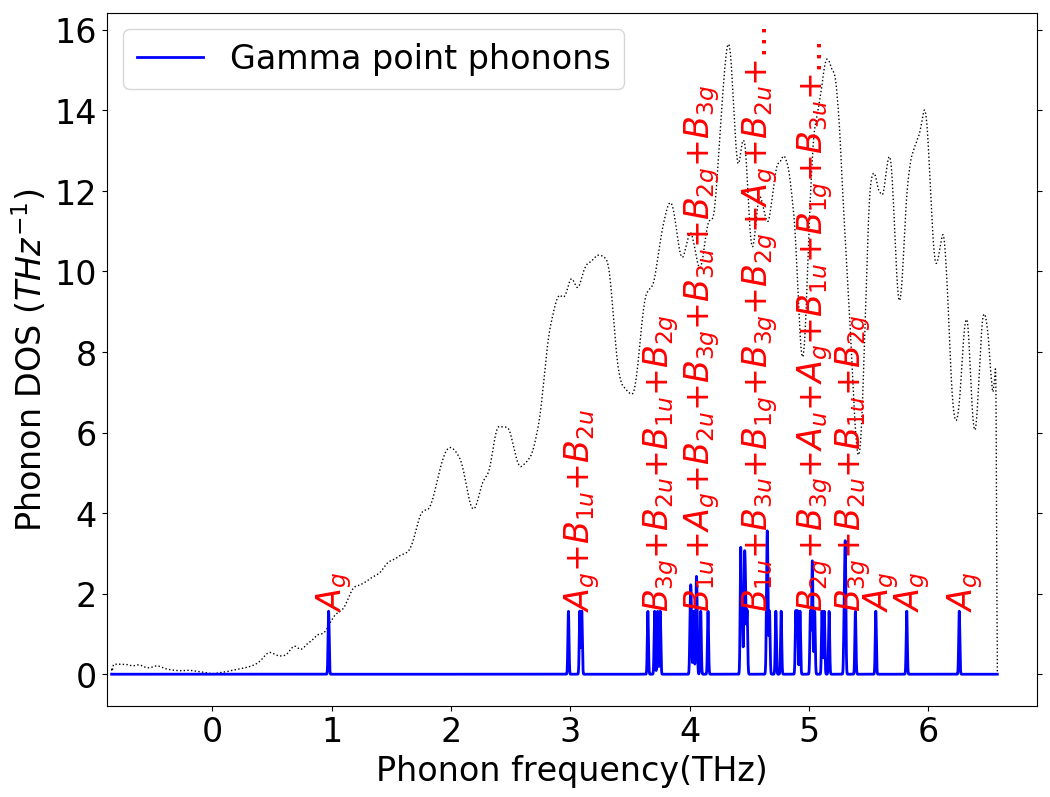 Gamma point phonons
Phonon DOS (THz⁻¹)
16
14
12
10
8
6
4
2
0
A_g
A_g+B_1u+B_2u
B_3g+B_2u+B_1u+B_2g
B_1u+A_g+B_2u+B_3g+B_3u+B_2g+B_3g
B_1u+B_3u+B_1g+B_3g+B_2g+A_g+B_2u+...
B_2g+B_3g+A_u+A_g+B_1u+B_1g+B_3u+...
B_3g+B_2u+B_1u+B_2g
A_g
A_g
A_g
0 1 2 3 4 5 6
Phonon frequency(THz)